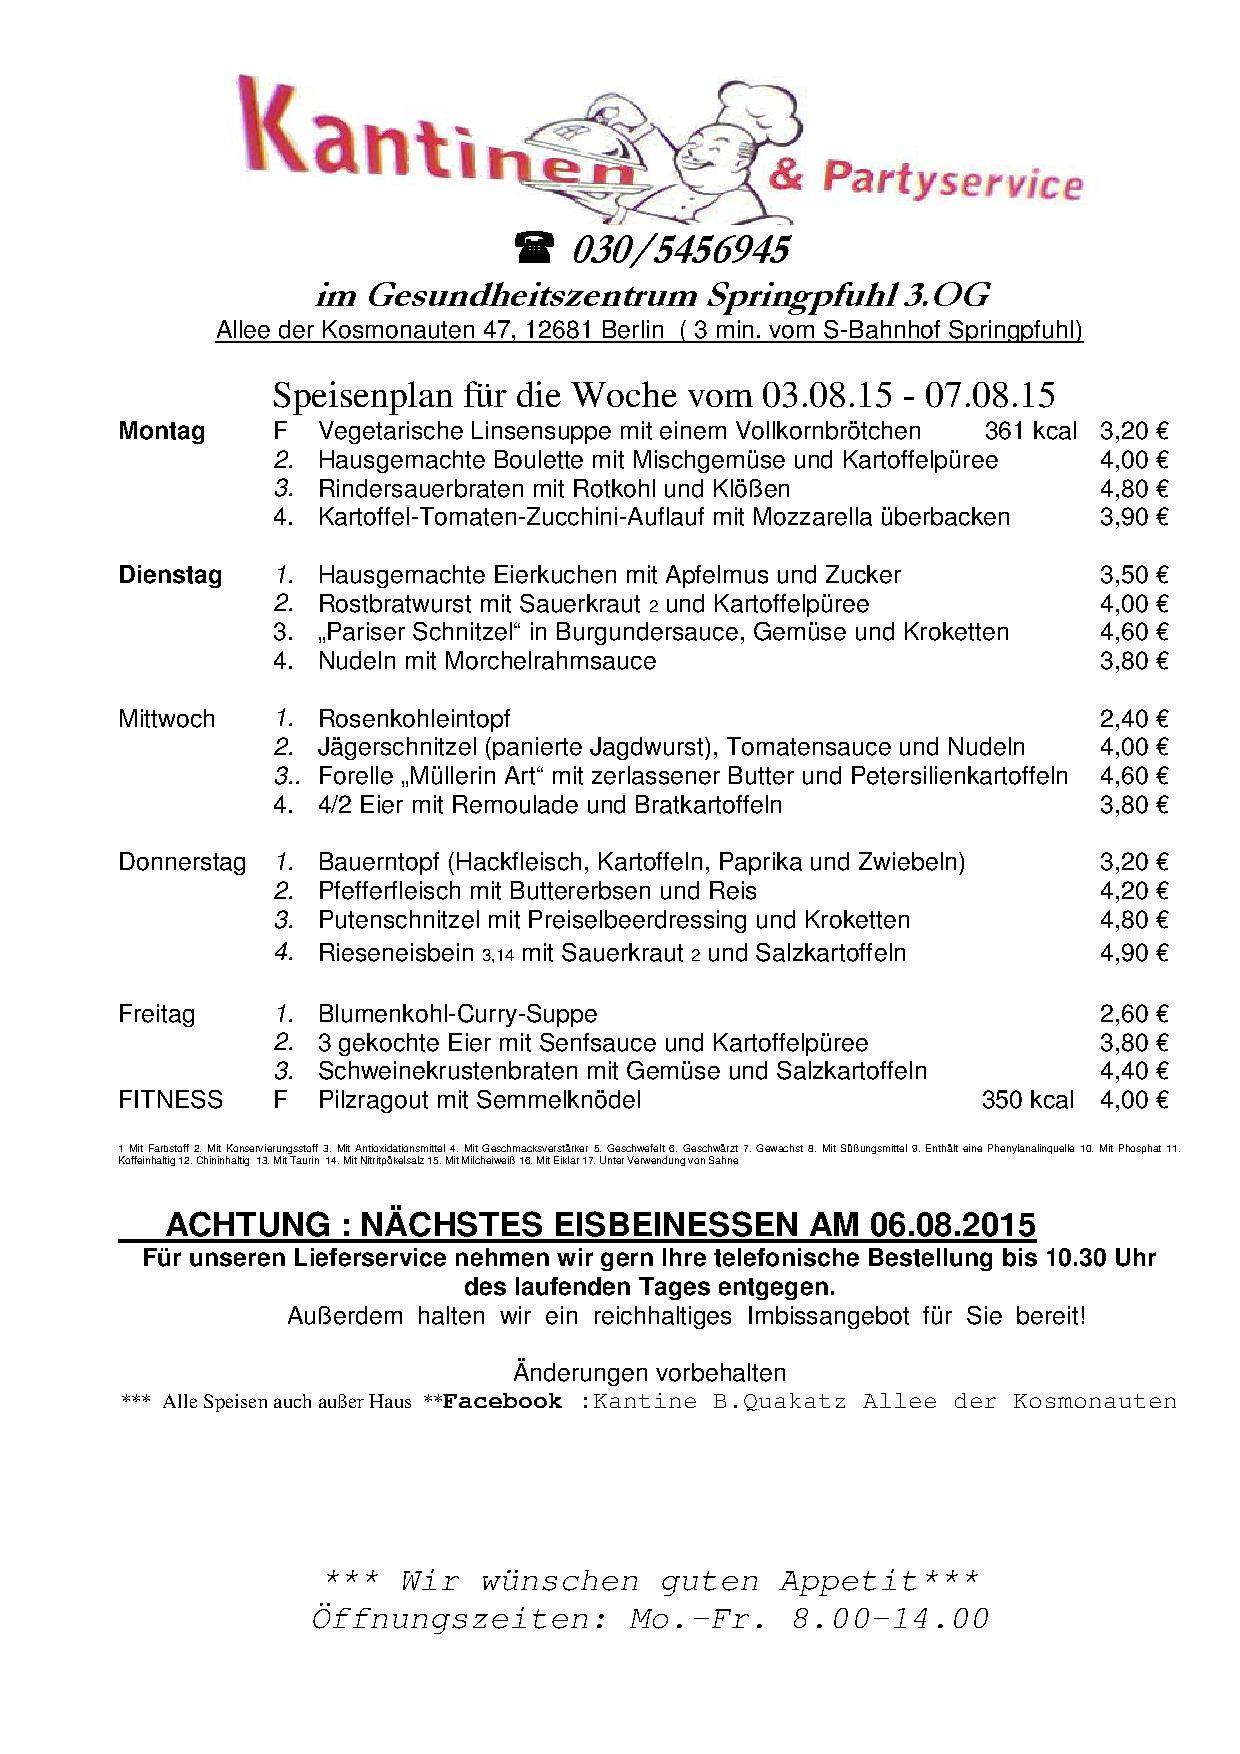 Kantinen & Partyservice
☎ 030/5456945
im Gesundheitszentrum Springpfuhl 3.OG
Allee der Kosmonauten 47, 12681 Berlin ( 3 min. vom S-Bahnhof Springpfuhl)
Speisenplan für die Woche vom 03.08.15 - 07.08.15
Montag F Vegetarische Linsensuppe mit einem Vollkornbrötchen 361 kcal 3,20 €
2. Hausgemachte Boulette mit Mischgemüse und Kartoffelpüree 4,00 €
3. Rindersauerbraten mit Rotkohl und Klößen 4,80 €
4. Kartoffel-Tomaten-Zucchini-Auflauf mit Mozzarella überbacken 3,90 €
Dienstag 1. Hausgemachte Eierkuchen mit Apfelmus und Zucker 3,50 €
2. Rostbratwurst mit Sauerkraut 2 und Kartoffelpüree 4,00 €
3. „Pariser Schnitzel“ in Burgundersauce, Gemüse und Kroketten 4,60 €
4. Nudeln mit Morchelrahmsauce 3,80 €
Mittwoch 1. Rosenkohleintopf 2,40 €
2. Jägerschnitzel (panierte Jagdwurst), Tomatensauce und Nudeln 4,00 €
3.. Forelle „Müllerin Art“ mit zerlassener Butter und Petersilienkartoffeln 4,60 €
4. 4/2 Eier mit Remoulade und Bratkartoffeln 3,80 €
Donnerstag 1. Bauerntopf (Hackfleisch, Kartoffeln, Paprika und Zwiebeln) 3,20 €
2. Pfefferfleisch mit Buttererbsen und Reis 4,20 €
3. Putenschnitzel mit Preiselbeerdressing und Kroketten 4,80 €
4. Rieseneisbein 3,14 mit Sauerkraut 2 und Salzkartoffeln 4,90 €
Freitag 1. Blumenkohl-Curry-Suppe 2,60 €
2. 3 gekochte Eier mit Senfsauce und Kartoffelpüree 3,80 €
3. Schweinekrustenbraten mit Gemüse und Salzkartoffeln 4,40 €
FITNESS F Pilzragout mit Semmelknödel 350 kcal 4,00 €
1 Mit Farbstoff 2. Mit Konservierungsstoff 3. Mit Antioxidationsmittel 4. Mit Geschmacksverstärker 5. Geschwefelt 6. Geschwärzt 7. Gewachst 8. Mit Süßungsmittel 9. Enthält eine Phenylanalinquelle 10. Mit Phosphat 11.
Koffeinhaltig 12. Chininhaltig 13. Mit Taurin 14. Mit Nitritpökelsalz 15. Mit Milcheiweiß 16. Mit Eiklar 17. Unter Verwendung von Sahne
ACHTUNG : NÄCHSTES EISBEINESSEN AM 06.08.2015
Für unseren Lieferservice nehmen wir gern Ihre telefonische Bestellung bis 10.30 Uhr
des laufenden Tages entgegen.
Außerdem halten wir ein reichhaltiges Imbissangebot für Sie bereit!
Änderungen vorbehalten
*** Alle Speisen auch außer Haus **Facebook :Kantine B.Quakatz Allee der Kosmonauten
*** Wir wünschen guten Appetit***
Öffnungszeiten: Mo.-Fr. 8.00-14.00